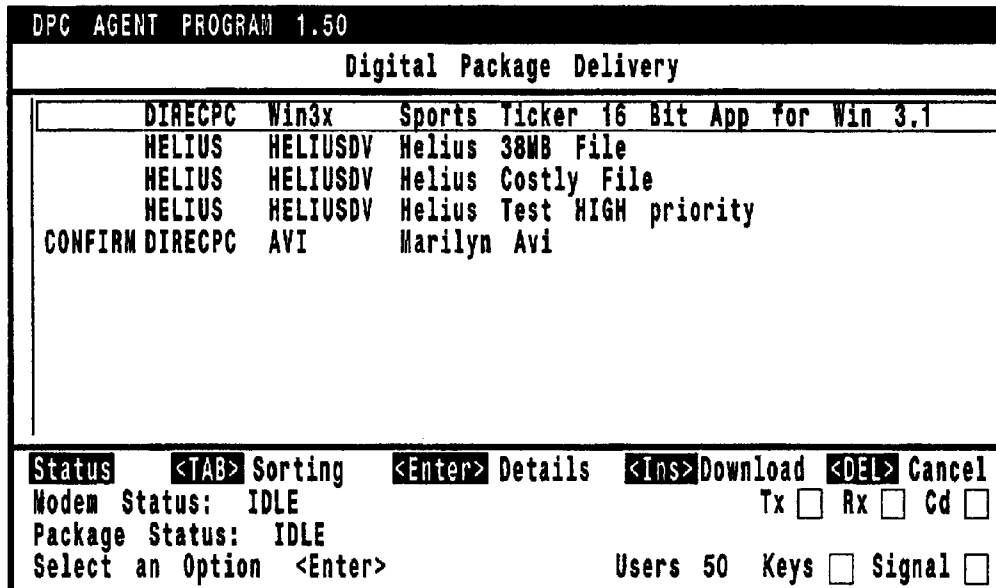 DPC AGENT PROGRAM 1.50
Digital Package Delivery
DIRECPC Win3x Sports Ticker 16 Bit App for Win 3.1
HELIUS HELIUSDV Helius 38MB File
HELIUS HELIUSDV Helius Costly File
HELIUS HELIUSDV Helius Test HIGH priority
CONFIRM DIRECPC AVI Marilyn Avi
Status <TAB> Sorting <Enter> Details <Ins> Download <DEL> Cancel
Modem Status: IDLE Tx Rx Cd
Package Status: IDLE
Select an Option <Enter> Users 50 Keys Signal